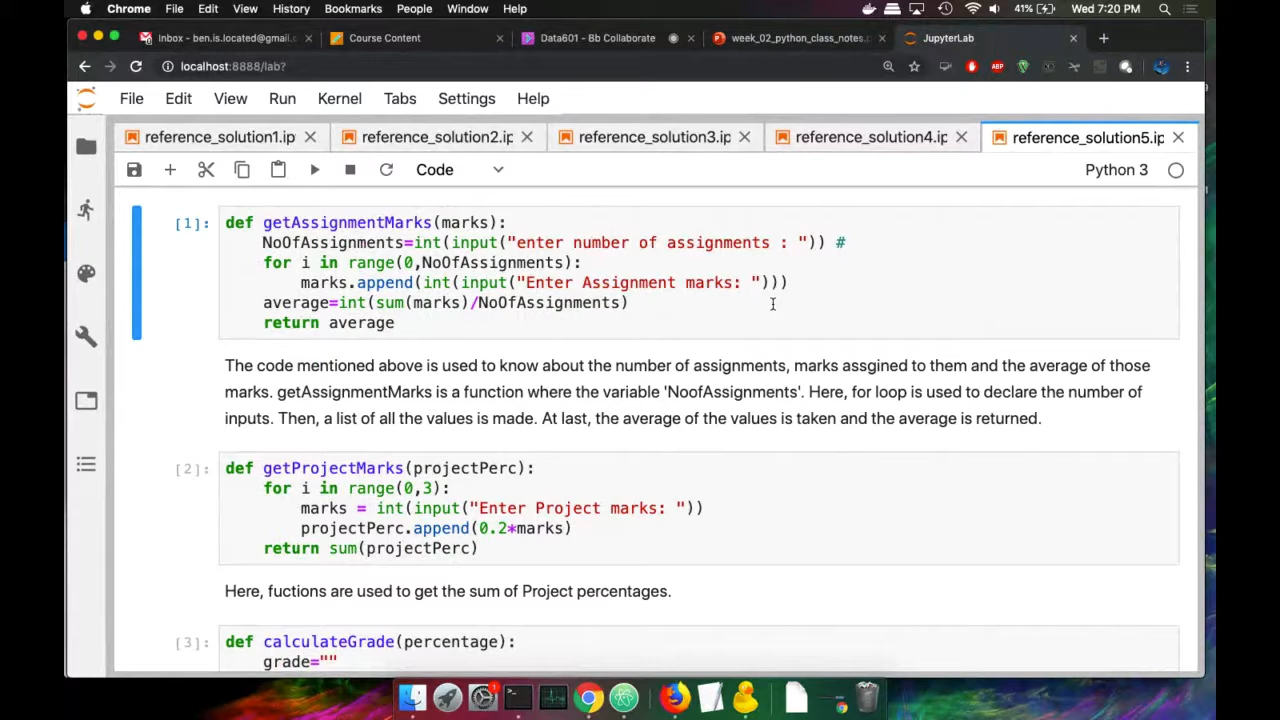 Chrome File Edit View History Bookmarks People Window Help 41% Wed 7:20 PM
Inbox - ben.is.located@gmail.c Course Content Data601 - Bb Collaborate week_02_python_class_notes. JupyterLab
localhost:8888/lab? ABP
File Edit View Run Kernel Tabs Settings Help
reference_solution1.ip reference_solution2.ip reference_solution3.ip reference_solution4.ip reference_solution5.ip
Code Python 3
[1]: def getAssignmentMarks(marks):
NoOfAssignments=int(input("enter number of assignments : ")) #
for i in range(0,NoOfAssignments):
marks.append(int(input("Enter Assignment marks: ")))
average=int(sum(marks)/NoOfAssignments)
return average
The code mentioned above is used to know about the number of assignments, marks assgined to them and the average of those
marks. getAssignmentMarks is a function where the variable 'NoofAssignments'. Here, for loop is used to declare the number of
inputs. Then, a list of all the values is made. At last, the average of the values is taken and the average is returned.
[2]: def getProjectMarks(projectPerc):
for i in range(0,3):
marks = int(input("Enter Project marks: "))
projectPerc.append(0.2*marks)
return sum(projectPerc)
Here, fuctions are used to get the sum of Project percentages.
[3]: def calculateGrade(percentage):
grade=""